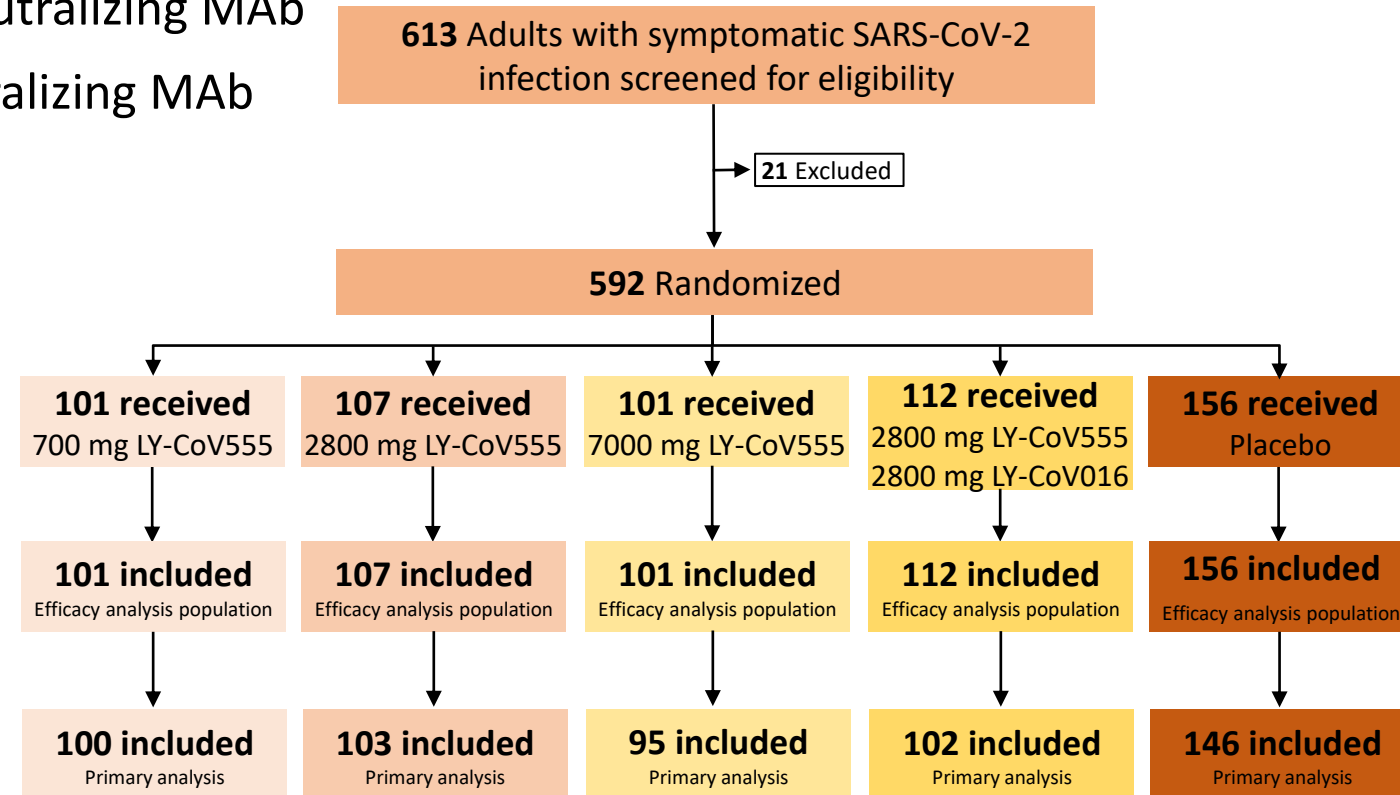 utralizing MAb
ralizing MAb
613 Adults with symptomatic SARS-CoV-2
infection screened for eligibility
21 Excluded
592 Randomized
101 received
700 mg LY-CoV555
107 received
2800 mg LY-CoV555
101 received
7000 mg LY-CoV555
112 received
2800 mg LY-CoV555
2800 mg LY-CoV016
156 received
Placebo
101 included
Efficacy analysis population
107 included
Efficacy analysis population
101 included
Efficacy analysis population
112 included
Efficacy analysis population
156 included
Efficacy analysis population
100 included
Primary analysis
103 included
Primary analysis
95 included
Primary analysis
102 included
Primary analysis
146 included
Primary analysis